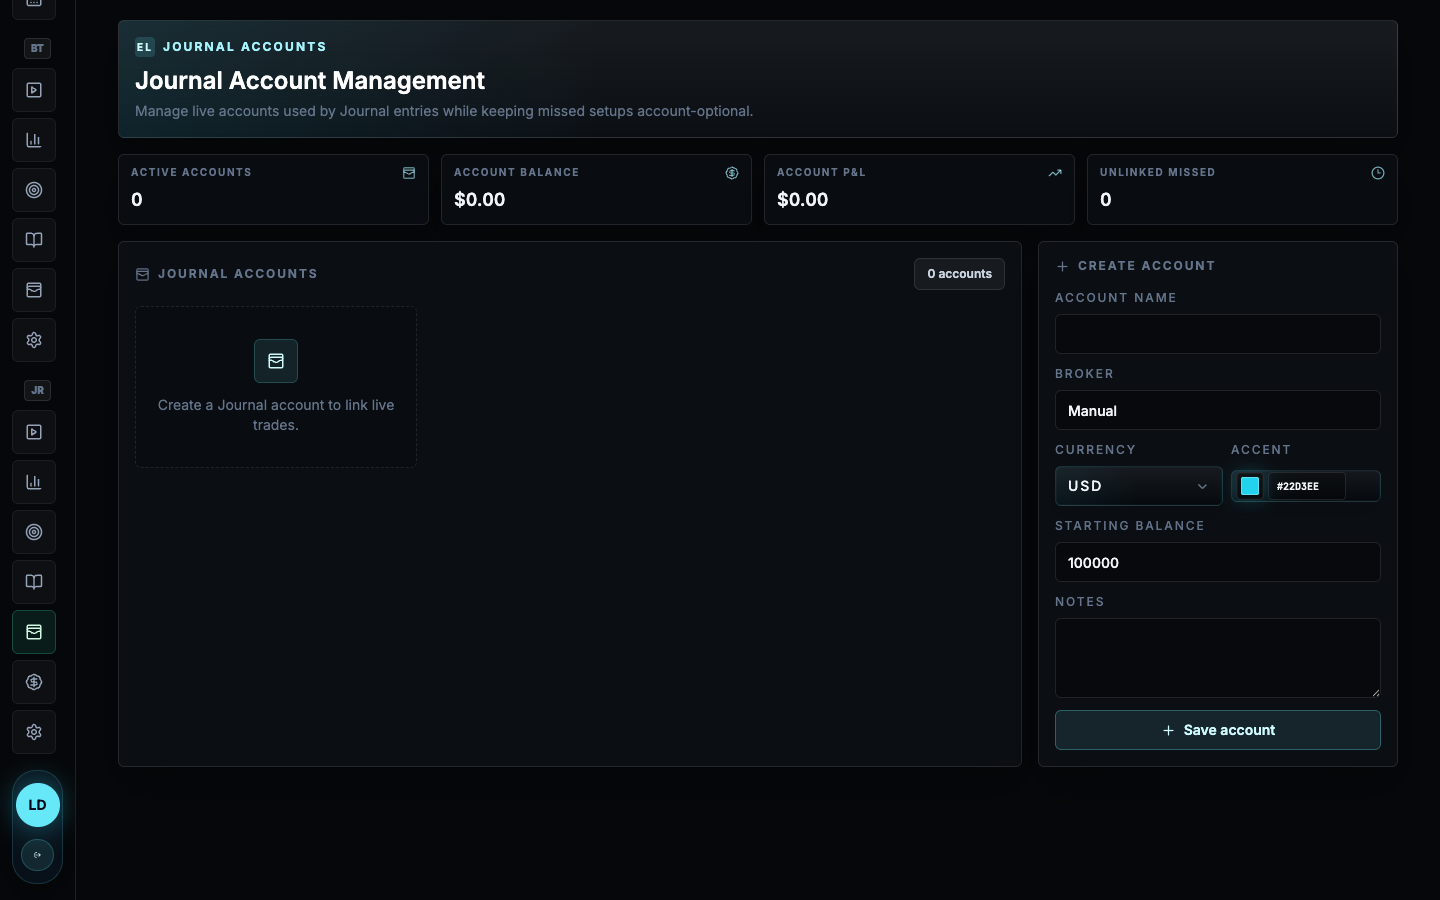 BT
JR
LD
EL JOURNAL ACCOUNTS
Journal Account Management
Manage live accounts used by Journal entries while keeping missed setups account-optional.
ACTIVE ACCOUNTS
0
ACCOUNT BALANCE
$0.00
ACCOUNT P&L
$0.00
UNLINKED MISSED
0
JOURNAL ACCOUNTS
0 accounts
Create a Journal account to link live
trades.
CREATE ACCOUNT
ACCOUNT NAME
BROKER
Manual
CURRENCY
ACCENT
USD
#22D3EE
STARTING BALANCE
100000
NOTES
Save account